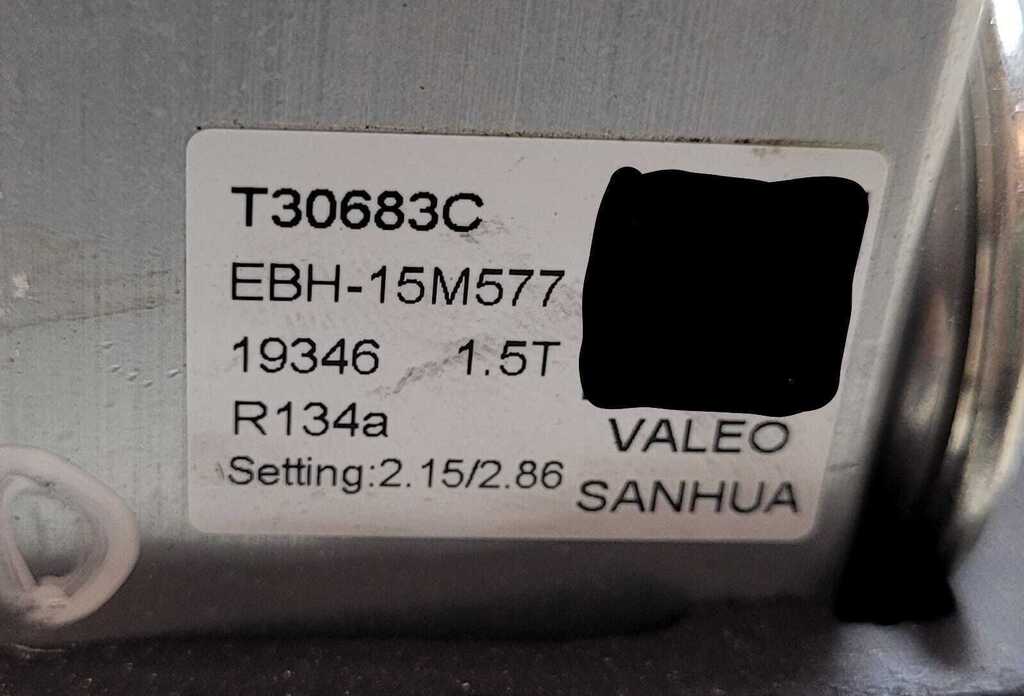 T30683C
EBH-15M577
19346 1.5T
R134a
Setting:2.15/2.86
VALEO
SANHUA